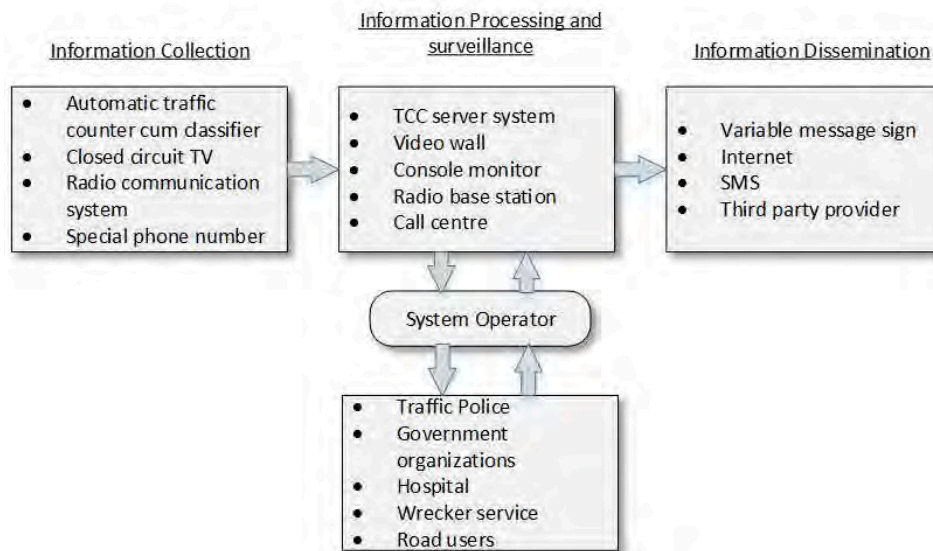 Information Collection
Information Processing and
surveillance
Information Dissemination
• Automatic traffic
counter cum classifier
• Closed circuit TV
• Radio communication
system
• Special phone number
• TCC server system
• Video wall
• Console monitor
• Radio base station
• Call centre
• Variable message sign
• Internet
• SMS
• Third party provider
System Operator
• Traffic Police
• Government
organizations
• Hospital
• Wrecker service
• Road users